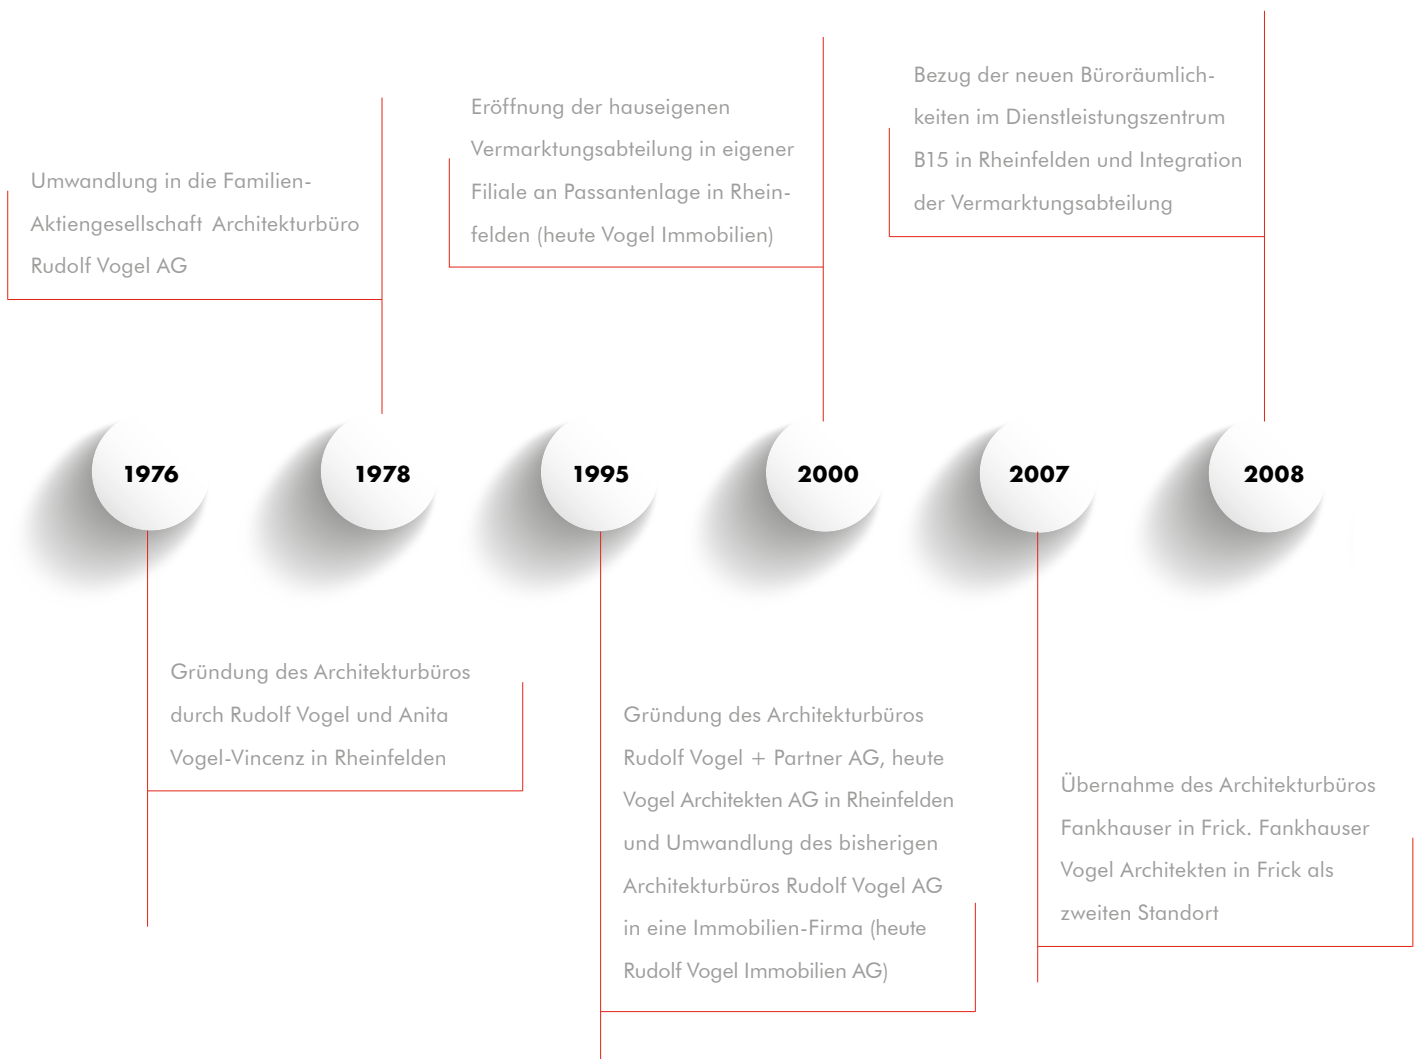 Umwandlung in die Familien-
Aktiengesellschaft Architekturbüro
Rudolf Vogel AG
Eröffnung der hauseigenen
Vermarktungsabteilung in eigener
Filiale an Passantenlage in Rhein-
felden (heute Vogel Immobilien)
Bezug der neuen Büroräumlich-
keiten im Dienstleistungszentrum
B15 in Rheinfelden und Integration
der Vermarktungsabteilung
1976
1978
1995
2000
2007
2008
Gründung des Architekturbüros
durch Rudolf Vogel und Anita
Vogel-Vincenz in Rheinfelden
Gründung des Architekturbüros
Rudolf Vogel + Partner AG, heute
Vogel Architekten AG in Rheinfelden
und Umwandlung des bisherigen
Architekturbüros Rudolf Vogel AG
in eine Immobilien-Firma (heute
Rudolf Vogel Immobilien AG)
Übernahme des Architekturbüros
Fankhauser in Frick. Fankhauser
Vogel Architekten in Frick als
zweiten Standort